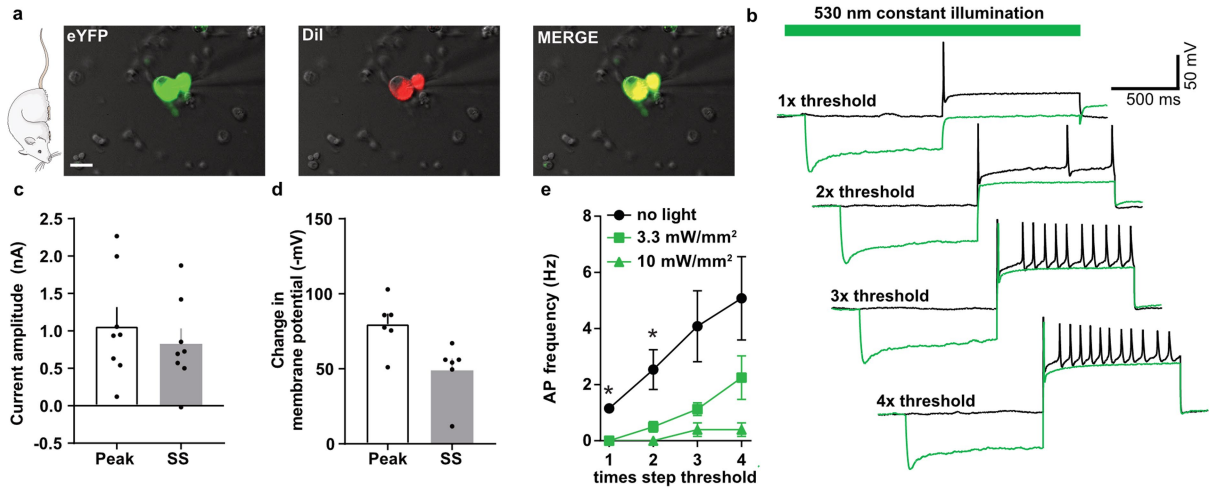 a
eYFP
DiI
MERGE
b
530 nm constant illumination
50 mV
500 ms
1x threshold
2x threshold
3x threshold
4x threshold
c
Current amplitude (nA)
2.5
2.0
1.5
1.0
0.5
0.0
-0.5
Peak
SS
d
Change in
membrane potential (-mV)
150
100
50
0
Peak
SS
e
AP frequency (Hz)
8
6
4
2
0
no light
3.3 mW/mm²
10 mW/mm²
*
*
1
2
3
4
times step threshold